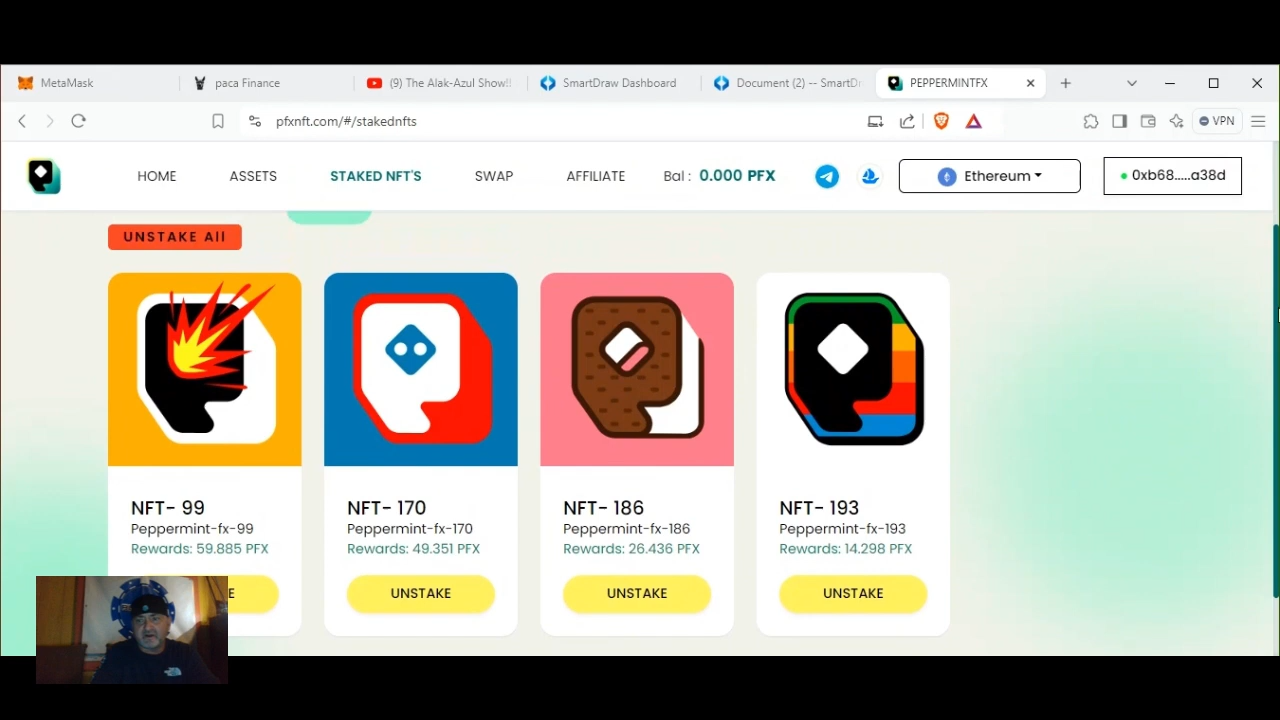 MetaMask
paca Finance
(9) The Alak-Azul Show!!
SmartDraw Dashboard
Document (2) -- SmartDr
PEPPERMINTFX
pfxnft.com/#/stakednfts
VPN
HOME
ASSETS
STAKED NFT'S
SWAP
AFFILIATE
Bal : 0.000 PFX
Ethereum
0xb68.....a38d
UNSTAKE All
NFT- 99
Peppermint-fx-99
Rewards: 59.885 PFX
E
NFT- 170
Peppermint-fx-170
Rewards: 49.351 PFX
UNSTAKE
NFT- 186
Peppermint-fx-186
Rewards: 26.436 PFX
UNSTAKE
NFT- 193
Peppermint-fx-193
Rewards: 14.298 PFX
UNSTAKE